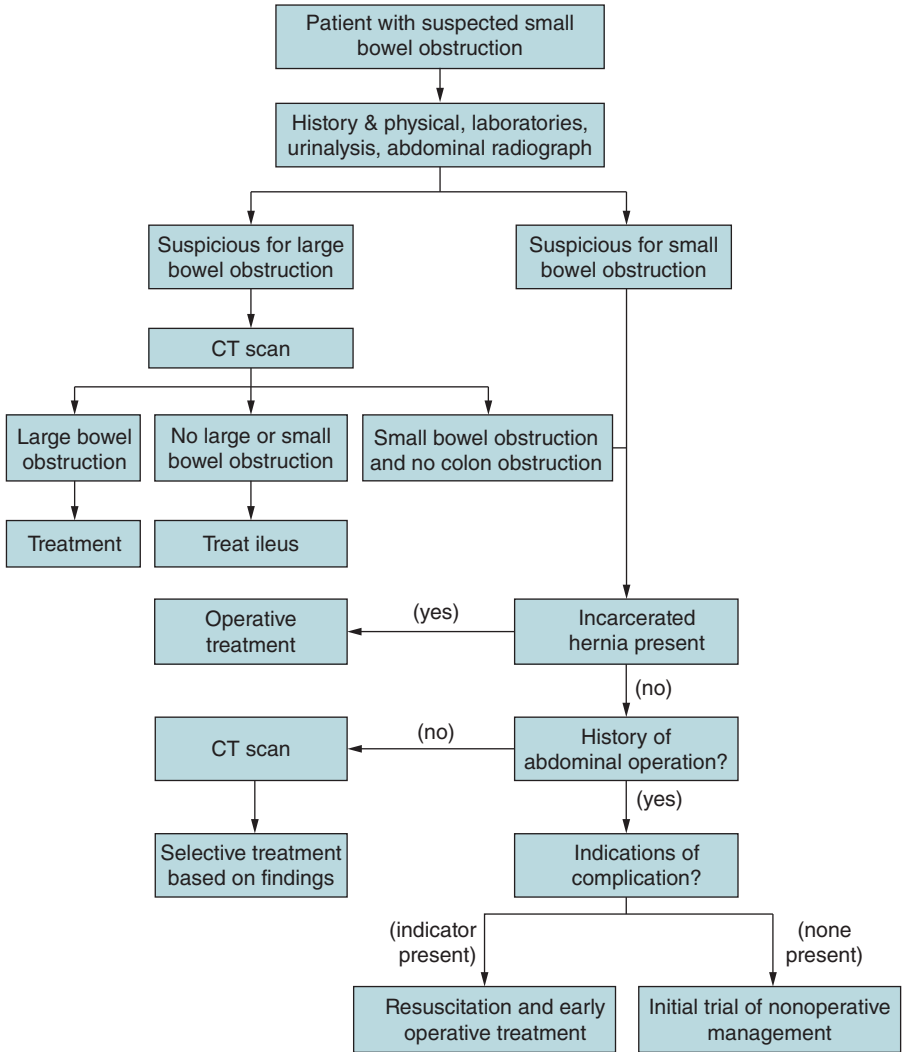 Patient with suspected small
bowel obstruction
History & physical, laboratories,
urinalysis, abdominal radiograph
Suspicious for large
bowel obstruction
Suspicious for small
bowel obstruction
CT scan
Large bowel
obstruction
No large or small
bowel obstruction
Small bowel obstruction
and no colon obstruction
Treatment
Treat ileus
Operative
treatment
(yes)
Incarcerated
hernia present
(no)
CT scan
(no)
History of
abdominal operation?
(yes)
Selective treatment
based on findings
Indications of
complication?
(indicator
present)
(none
present)
Resuscitation and early
operative treatment
Initial trial of nonoperative
management